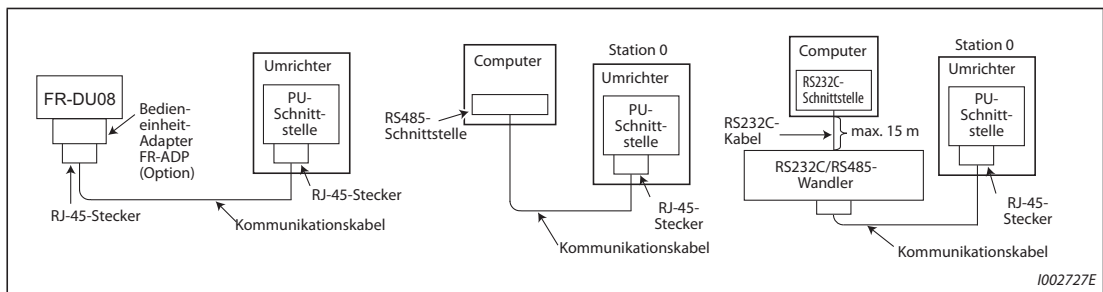 FR-DU08
Bedien-
einheit-
Adapter
FR-ADP
(Option)
RJ-45-Stecker
Umrichter
PU-
Schnitt-
stelle
RJ-45-Stecker
Kommunikationskabel
Computer
RS485-
Schnittstelle
Station 0
Umrichter
PU-
Schnitt-
stelle
RJ-45-
Stecker
Kommunikationskabel
Computer
RS232C-
Schnittstelle
RS232C-
Kabel
max. 15 m
RS232C/RS485-
Wandler
Station 0
Umrichter
PU-
Schnitt-
stelle
RJ-45-
Stecker
Kommunikationskabel
I002727E